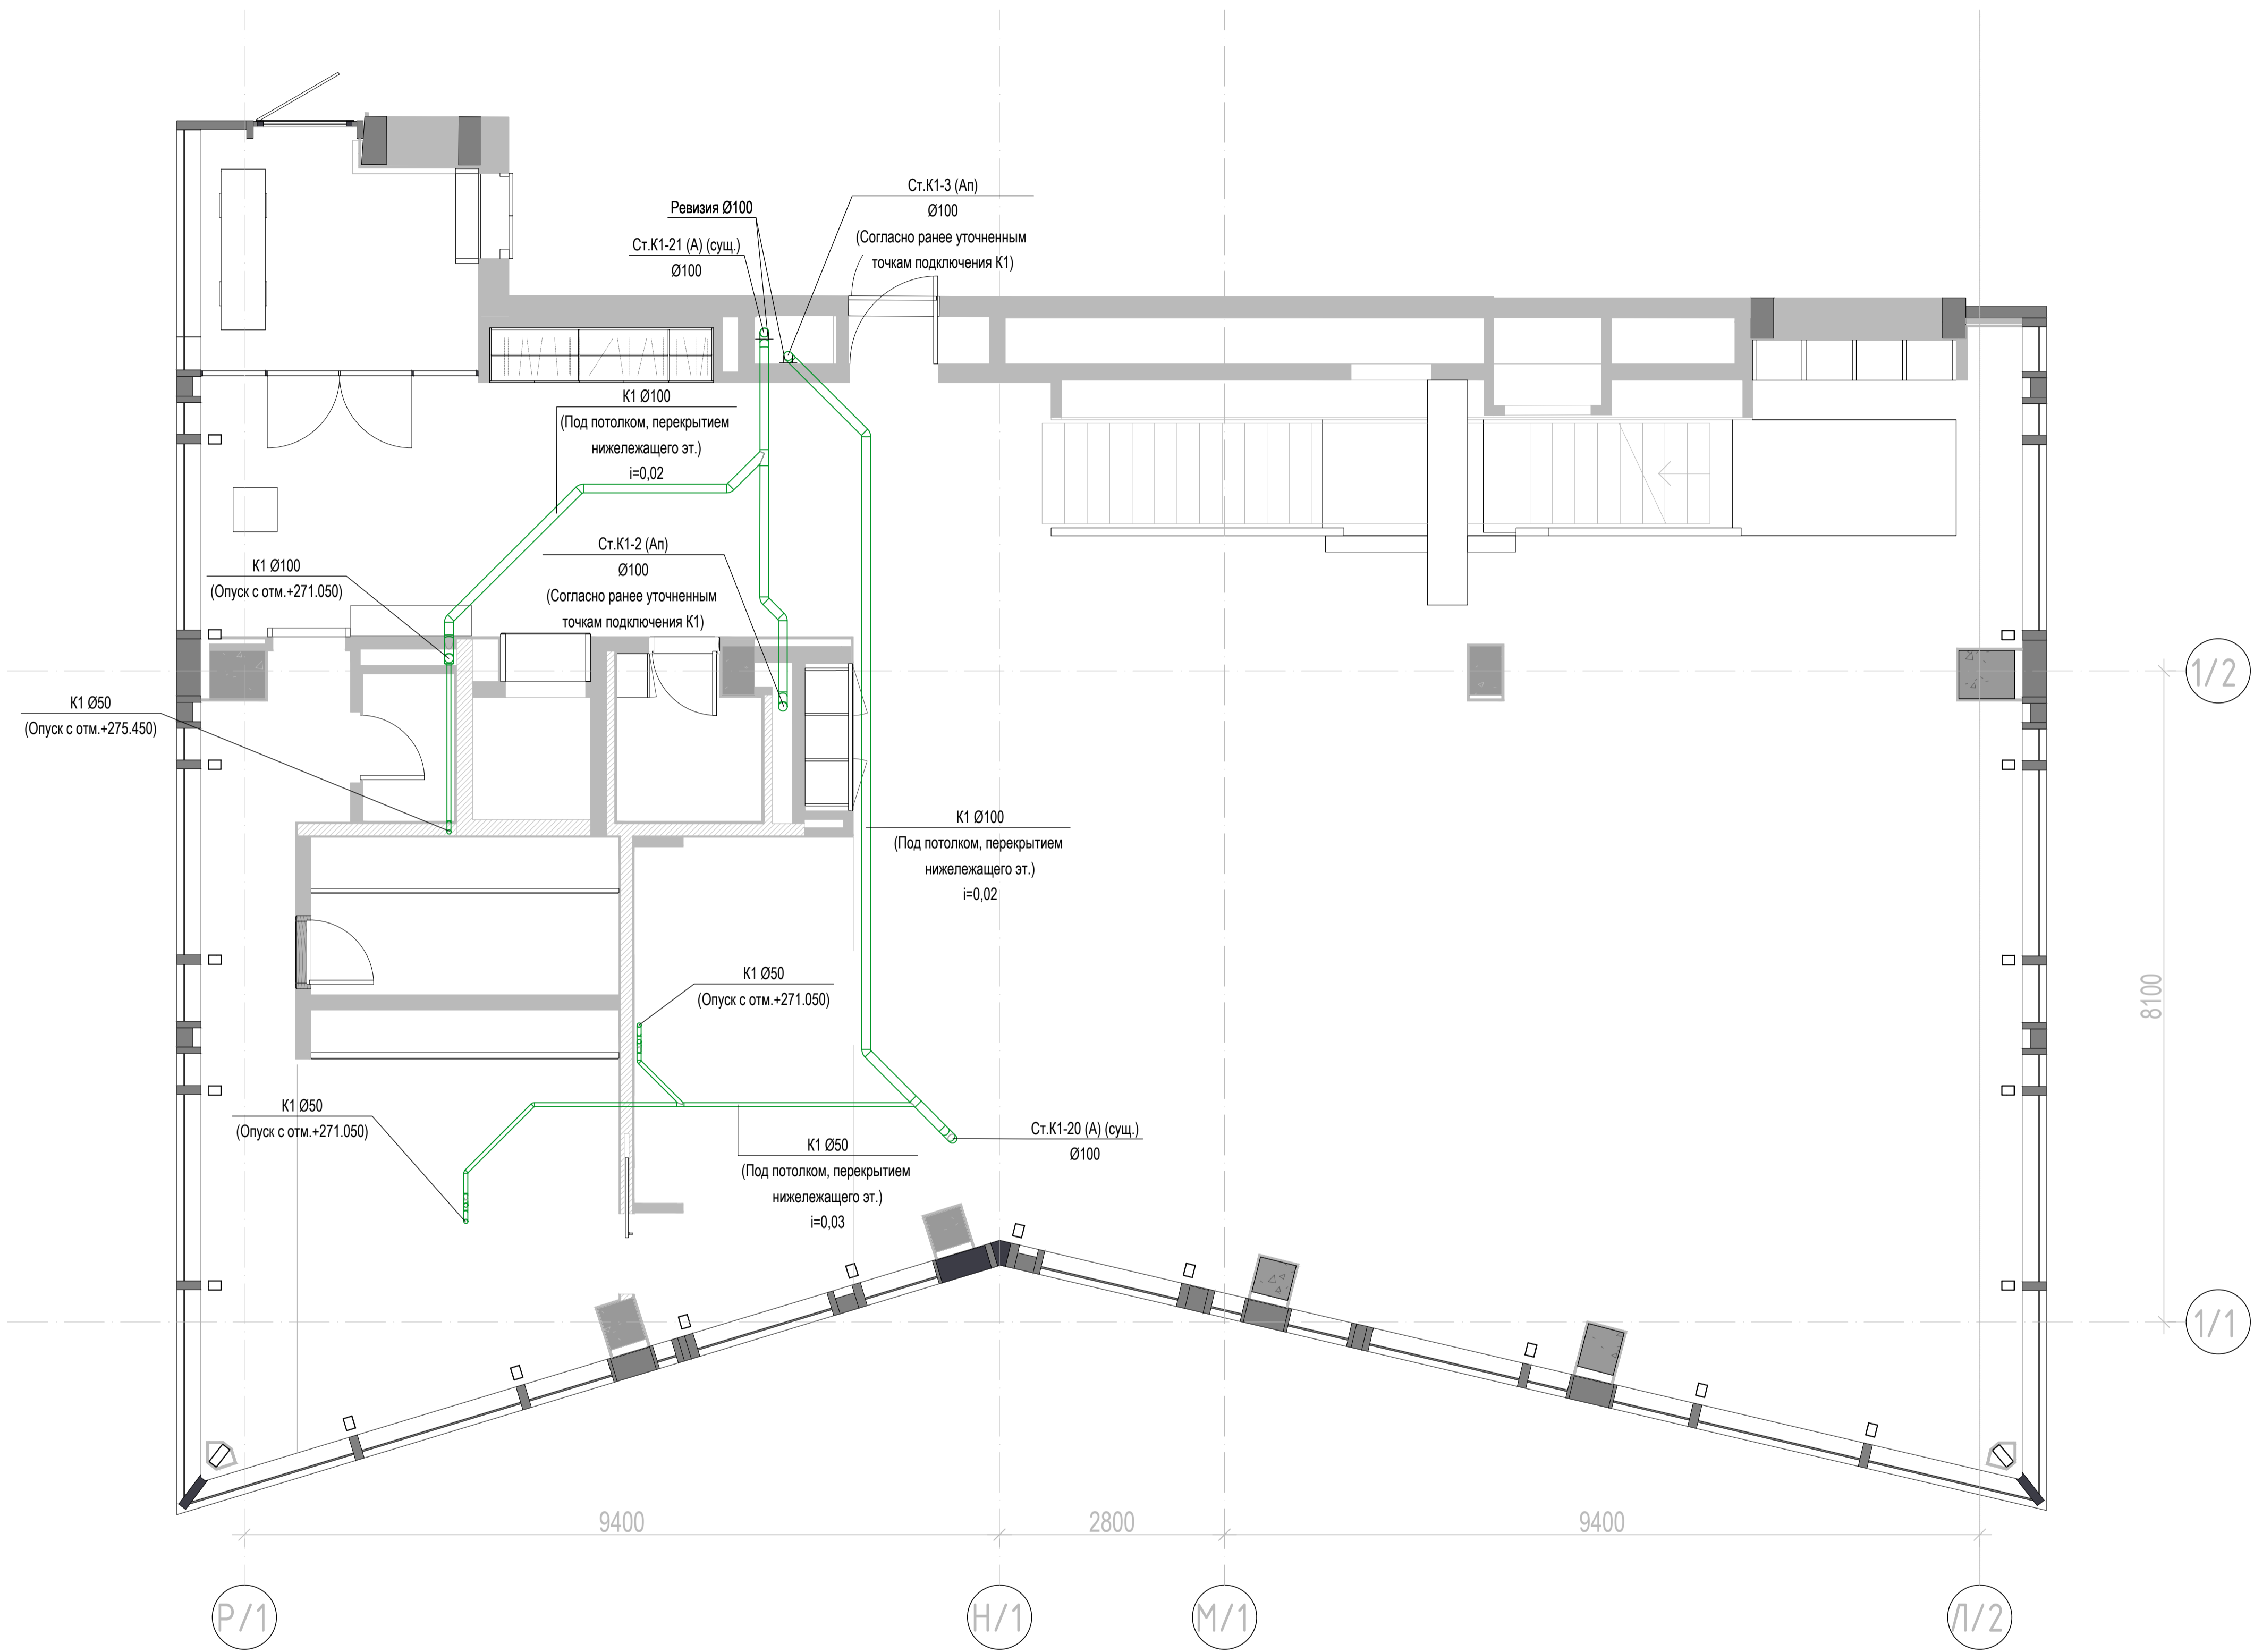 Ст.К1-3 (Ап)
Ø100
(Согласно ранее уточненным
точкам подключения К1)
Ревизия Ø100
Ст.К1-21 (А) (сущ.)
Ø100
К1 Ø100
(Под потолком, перекрытием
нижележащего эт.)
i=0,02
Ст.К1-2 (Ап)
Ø100
(Согласно ранее уточненным
точкам подключения К1)
К1 Ø100
(Опуск с отм.+271.050)
К1 Ø50
(Опуск с отм.+275.450)
1/2
К1 Ø100
(Под потолком, перекрытием
нижележащего эт.)
i=0,02
8100
К1 Ø50
(Опуск с отм.+271.050)
К1 Ø50
(Опуск с отм.+271.050)
Ст.К1-20 (А) (сущ.)
Ø100
К1 Ø50
(Под потолком, перекрытием
нижележащего эт.)
i=0,03
1/1
9400
2800
9400
Р/1
Н/1
М/1
Л/2